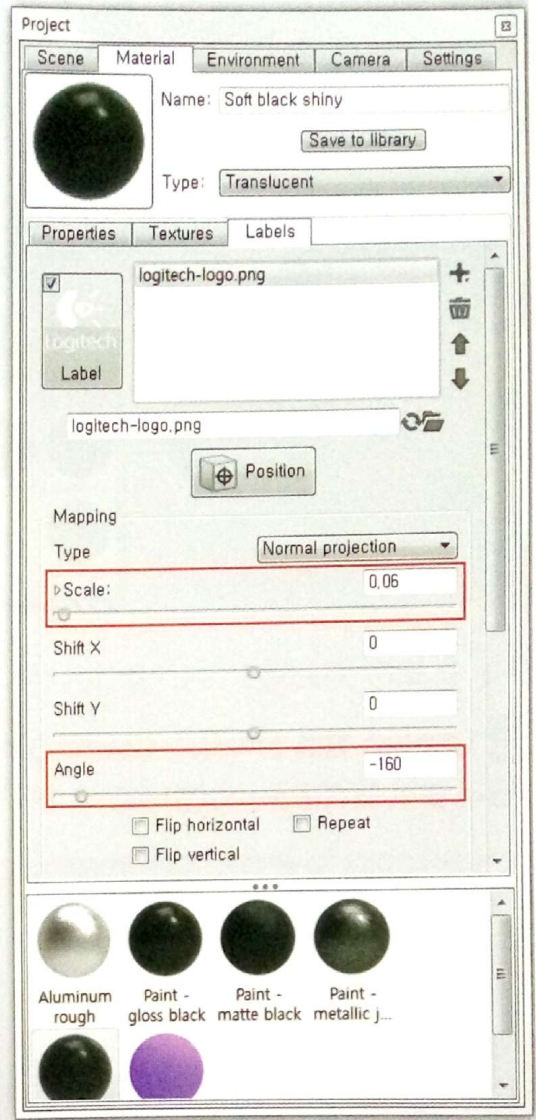 Project
Scene Material Environment Camera Settings
Name: Soft black shiny
Save to library
Type: Translucent
Properties Textures Labels
logitech-logo.png
Logitech
Label
logitech-logo.png
Position
Mapping
Type Normal projection
Scale: 0.06
Shift X 0
Shift Y 0
Angle -160
Flip horizontal Repeat
Flip vertical
Aluminum rough
Paint - gloss black
Paint - matte black
Paint - metallic j...